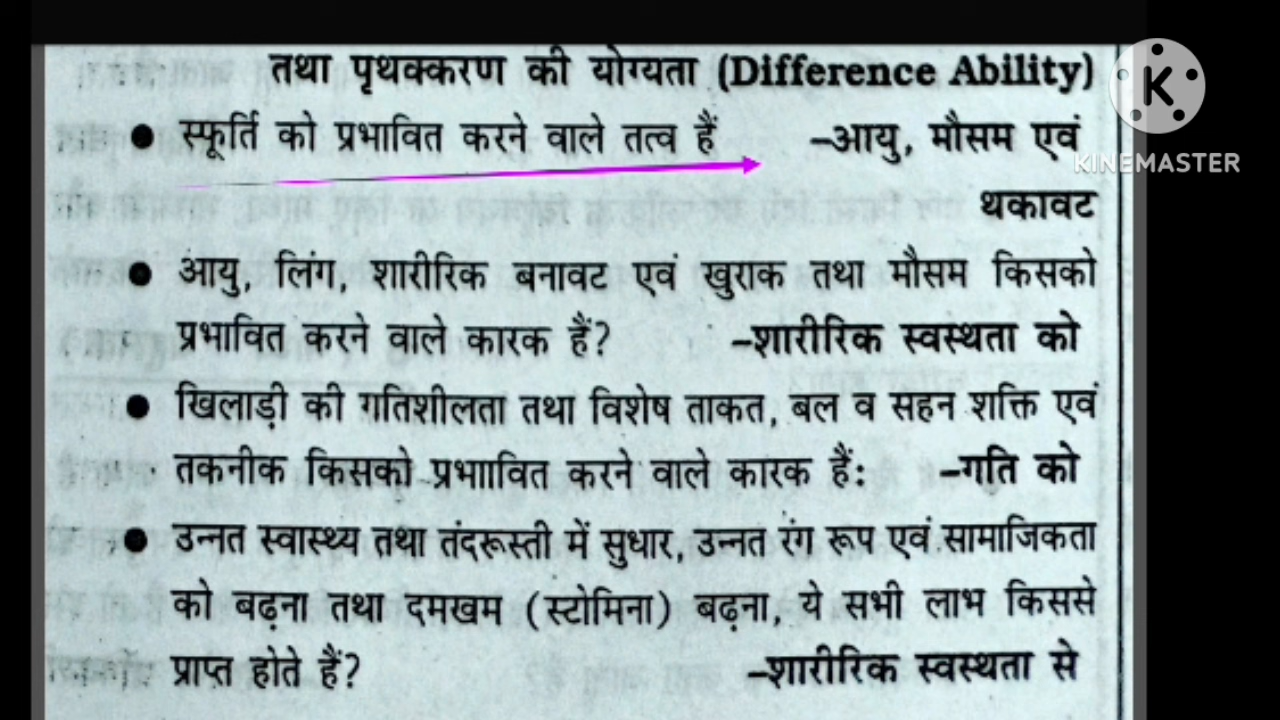 तथा पृथक्करण की योग्यता (Difference Ability)
● स्फूर्ति को प्रभावित करने वाले तत्व हैं –आयु, मौसम एवं
थकावट
● आयु, लिंग, शारीरिक बनावट एवं खुराक तथा मौसम किसको
प्रभावित करने वाले कारक हैं? –शारीरिक स्वस्थता को
● खिलाड़ी की गतिशीलता तथा विशेष ताकत, बल व सहन शक्ति एवं
तकनीक किसको प्रभाावित करने वाले कारक हैं: –गति को
● उन्नत स्वास्थ्य तथा तंदरूस्ती में सुधार, उन्नत रंग रूप एवं सामाजिकता
को बढ़ना तथा दमखम (स्टोमिना) बढ़ना, ये सभी लाभ किससे
प्राप्त होते हैं? –शारीरिक स्वस्थता से
K
KINEMASTER